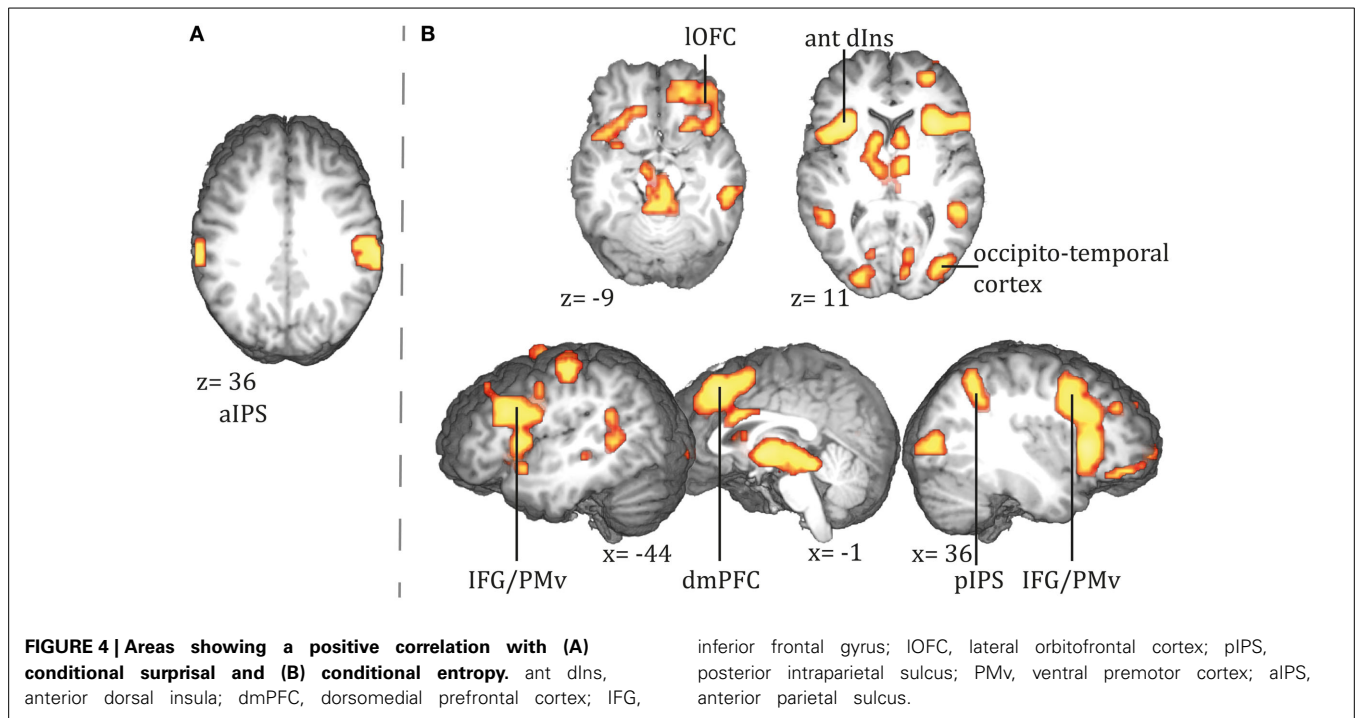 A
B
lOFC
ant dIns
occipito-temporal
cortex
z= -9
z= 11
z= 36
aIPS
x= -44
x= -1
x= 36
IFG/PMv
dmPFC
pIPS
IFG/PMv
FIGURE 4 | Areas showing a positive correlation with (A)
conditional surprisal and (B) conditional entropy. ant dIns,
anterior dorsal insula; dmPFC, dorsomedial prefrontal cortex; IFG,
inferior frontal gyrus; lOFC, lateral orbitofrontal cortex; pIPS,
posterior intraparietal sulcus; PMv, ventral premotor cortex; aIPS,
anterior parietal sulcus.